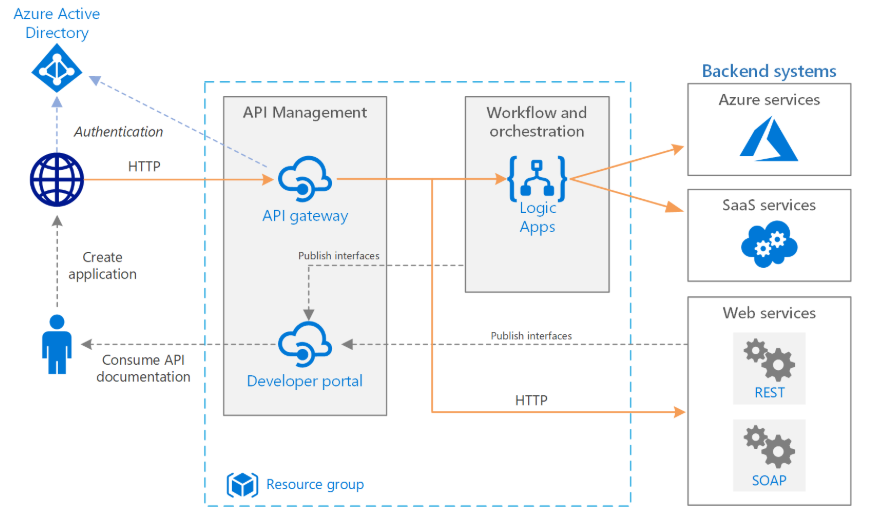 Azure Active
Directory
Authentication
HTTP
Create
application
Consume API
documentation
API Management
API gateway
Publish interfaces
Developer portal
Workflow and
orchestration
Logic
Apps
Publish interfaces
HTTP
Resource group
Backend systems
Azure services
SaaS services
Web services
REST
SOAP